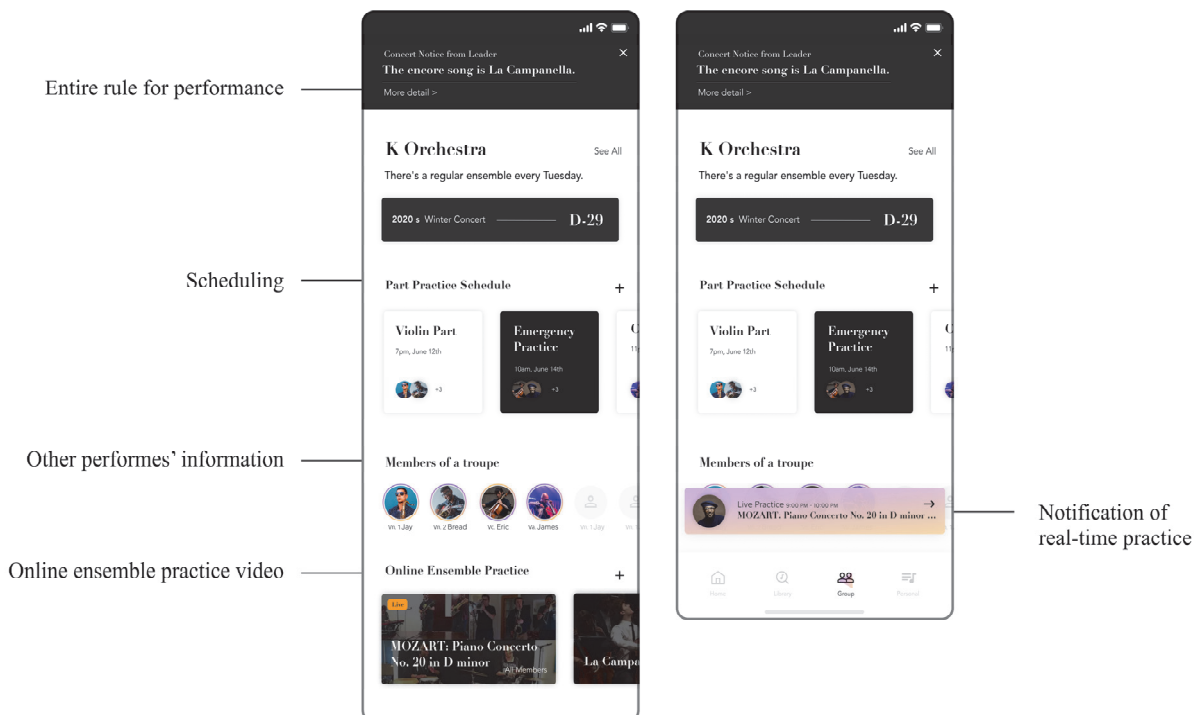 Entire rule for performance
Scheduling
Other performes’ information
Online ensemble practice video
Concert Notice from Leader
The encore song is La Campanella.
More detail >
K Orchestra
See All
There's a regular ensemble every Tuesday.
2020 s Winter Concert
D-29
Part Practice Schedule
+
Violin Part
7pm, June 12th
+3
Emergency
Practice
10am, June 14th
+3
C
11
Members of a troupe
Vn. 1 Jay
Vn. 2 Bread
Vc. Eric
Va. James
Vn. 1 Jay
Vn. 1
Online Ensemble Practice
+
Live
MOZART: Piano Concerto
No. 20 in D minor
All Members
La Campa
Concert Notice from Leader
The encore song is La Campanella.
More detail >
K Orchestra
See All
There's a regular ensemble every Tuesday.
2020 s Winter Concert
D-29
Part Practice Schedule
+
Violin Part
7pm, June 12th
+3
Emergency
Practice
10am, June 14th
+3
C
11
Members of a troupe
Live Practice 9:00 PM - 10:00 PM
MOZART: Piano Concerto No. 20 in D minor ...
Home
Library
Group
Personal
Notification of
real-time practice